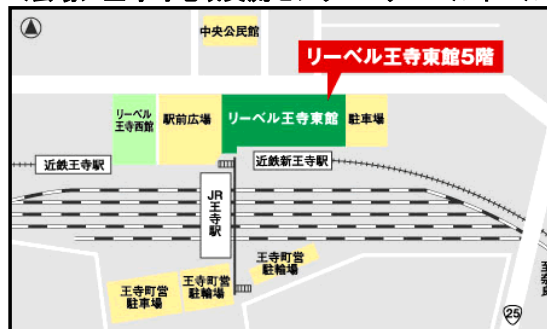 中央公民館
リーベル王寺東館5階
リーベル
王寺西館
駅前広場
リーベル王寺東館
駐車場
近鉄王寺駅
近鉄新王寺駅
JR
王寺駅
王寺町営
駐輪場
王寺町営
駐車場
王寺町営
駐輪場
25